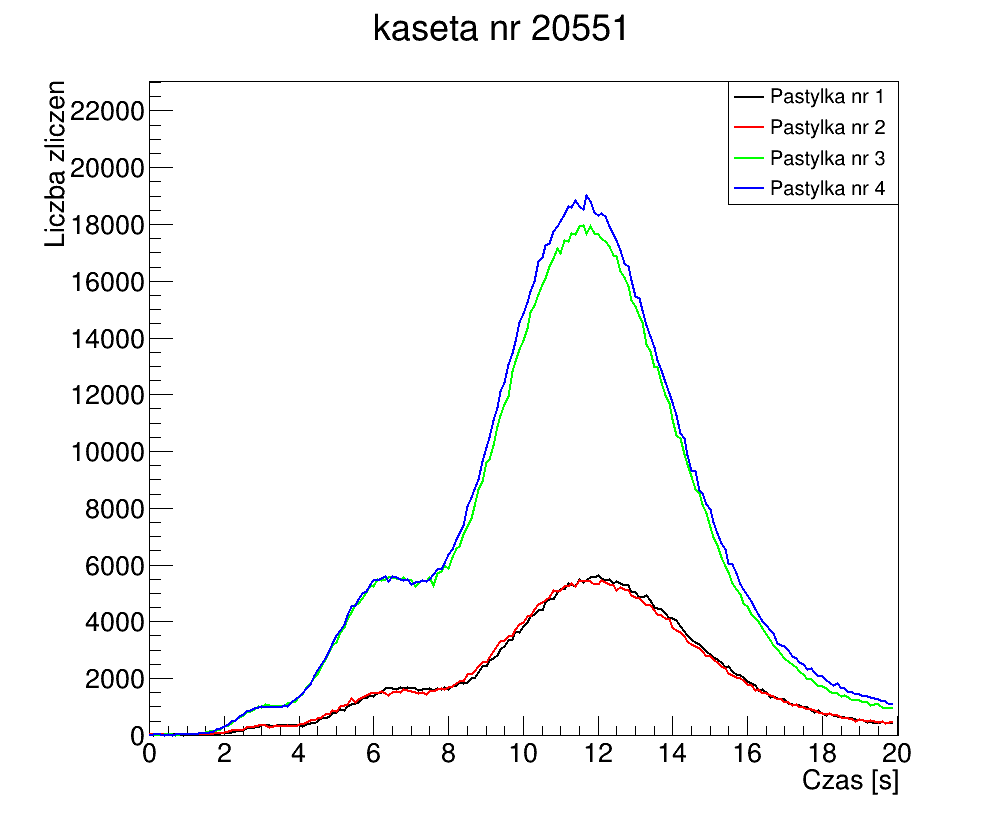 kaseta nr 20551
Liczba zliczen
22000
20000
18000
16000
14000
12000
10000
8000
6000
4000
2000
0
Pastylka nr 1
Pastylka nr 2
Pastylka nr 3
Pastylka nr 4
0 2 4 6 8 10 12 14 16 18 20
Czas [s]